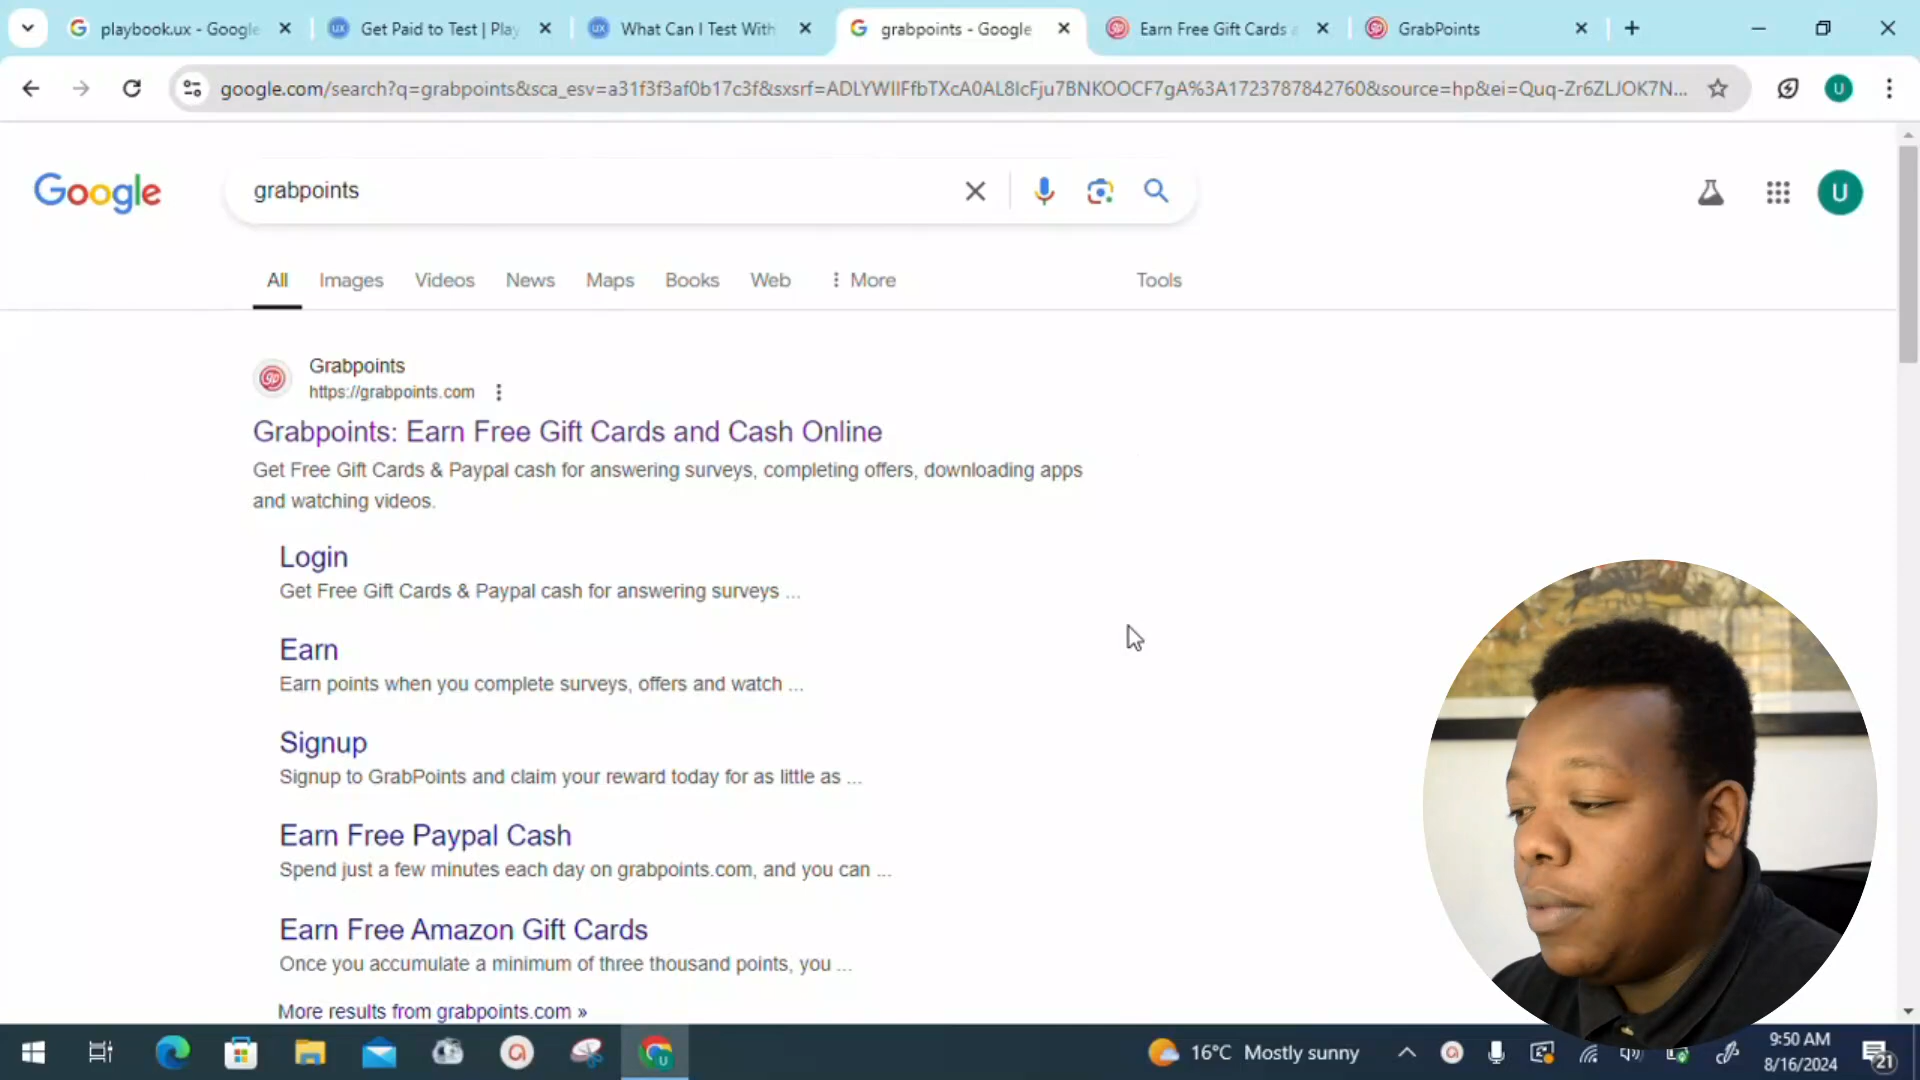 playbook.ux - Google
Get Paid to Test | Play
What Can I Test With
grabpoints - Google
Earn Free Gift Cards a
GrabPoints
google.com/search?q=grabpoints&sca_esv=a31f3f3af0b17c3f&sxsrf=ADLYWIIFfbTXcA0AL8IcFju7BNKOOCF7gA%3A1723787842760&source=hp&ei=Quq-Zr6ZLJOK7N...
U
Google
grabpoints
U
All
Images
Videos
News
Maps
Books
Web
More
Tools
gp
Grabpoints
https://grabpoints.com
Grabpoints: Earn Free Gift Cards and Cash Online
Get Free Gift Cards & Paypal cash for answering surveys, completing offers, downloading apps
and watching videos.
Login
Get Free Gift Cards & Paypal cash for answering surveys ...
Earn
Earn points when you complete surveys, offers and watch ...
Signup
Signup to GrabPoints and claim your reward today for as little as ...
Earn Free Paypal Cash
Spend just a few minutes each day on grabpoints.com, and you can ...
Earn Free Amazon Gift Cards
Once you accumulate a minimum of three thousand points, you ...
More results from grabpoints.com »
16°C Mostly sunny
9:50 AM
8/16/2024
21